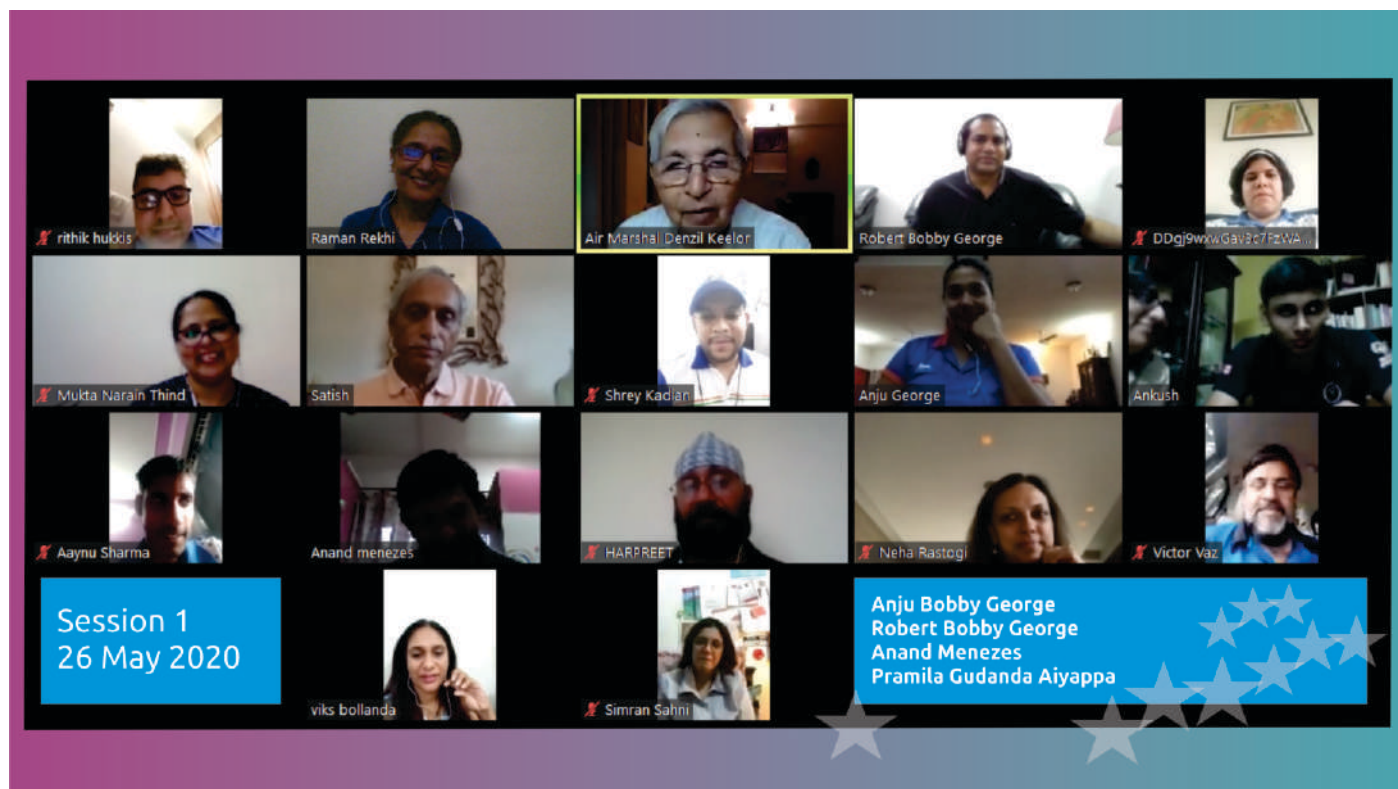 rithik hukkis
Raman Rekhi
Air Marshal Denzil Keelor
Robert Bobby George
DDgj9wxwGav3c7FzWA...
Mukta Narain Thind
Satish
Shrey Kadian
Anju George
Ankush
Aaynu Sharma
Anand menezes
HARPREET
Neha Rastogi
Victor Vaz
Session 1
26 May 2020
viks bollanda
Simran Sahni
Anju Bobby George
Robert Bobby George
Anand Menezes
Pramila Gudanda Aiyappa